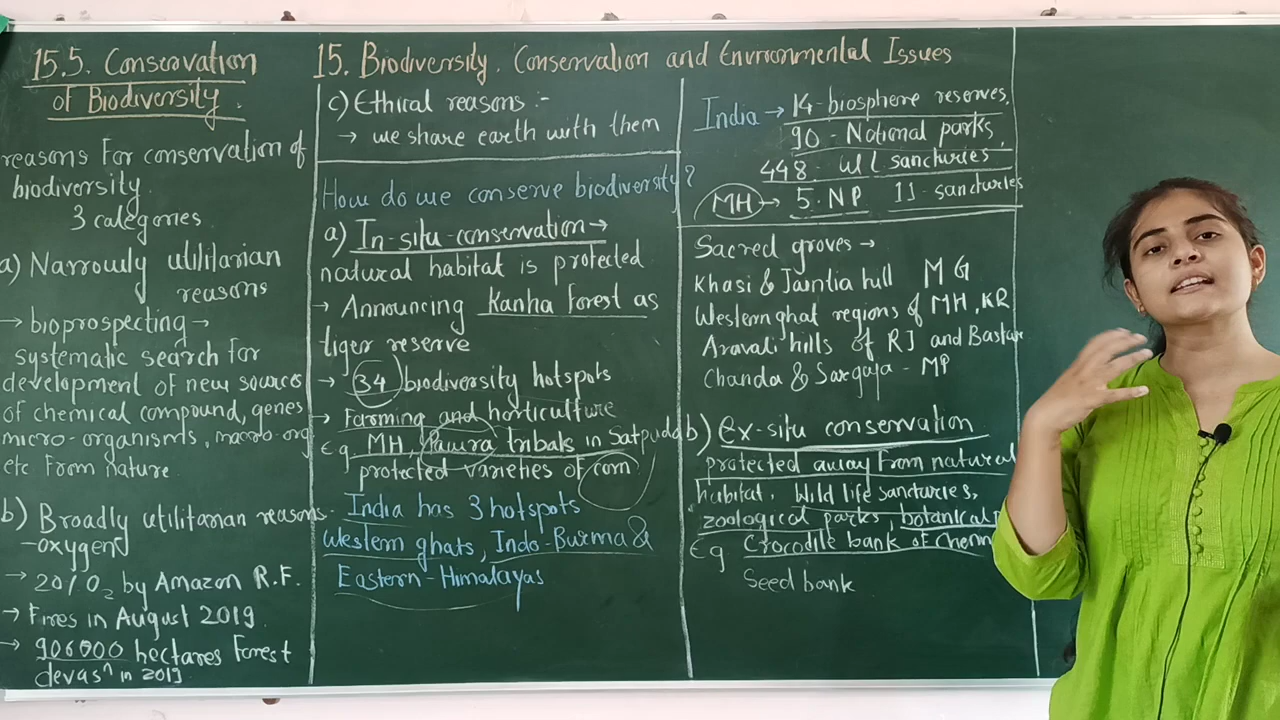 15. Biodiversity, Conservation and Environmental Issues
15.5. Conservation
of Biodiversity.
reasons for conservation of
biodiversity.
3 categories
a) Narrowly utilitarian
reasons
→ bioprospecting →
systematic search for
development of new sources
of chemical compound, genes
micro-organisms, macro-org
etc from nature.
b) Broadly utilitarian reasons.
-oxygen
→ 20% O2 by Amazon R.F.
→ Fires in August 2019.
→ 906000 hectares forest
devasⁿ in 2019.
c) Ethical reasons :-
→ we share earth with them
How do we conserve biodiversity?
a) In-situ-conservation →
natural habitat is protected
→ Announcing Kanha forest as
tiger reserve
→ 34 biodiversity hotspots
→ Farming and horticulture
Eg MH, Pawra tribals in Satpuda
protected varieties of corn
India has 3 hotspots
Western ghats, Indo-Burma &
Eastern-Himalayas
India → 14-biosphere reserves,
90 - National parks,
448 - WL sancturies
MH → 5 NP 11- sancturies
Sacred groves →
Khasi & Jaintia hill MG
Western ghat regions of MH, KR
Aravali hills of RJ and Bastar
Chanda & Sarguja - MP
b) Ex-situ conservation
protected away from natural
habitat. Wild life sancturies,
zoological parks, botanical
Eg Crocodile bank of Chenn
Seed bank